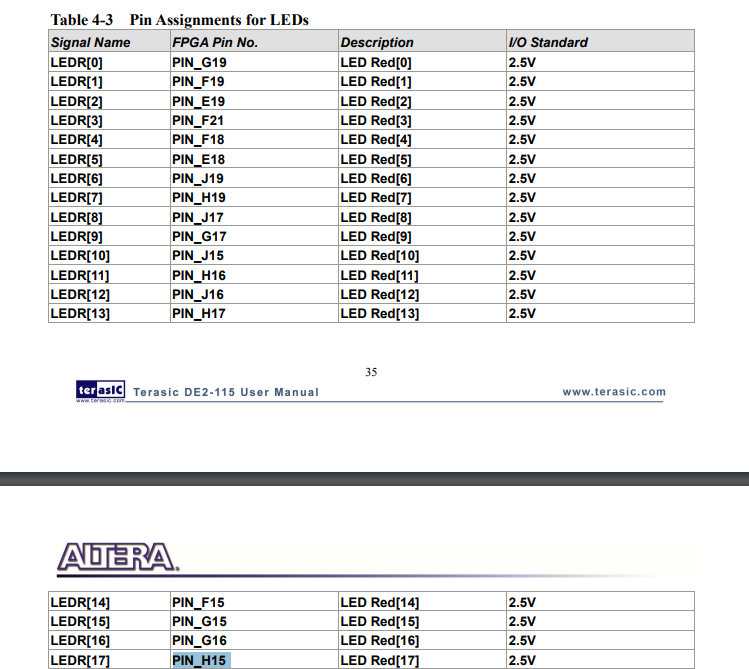 Table 4-3 Pin Assignments for LEDs
Signal Name FPGA Pin No. Description I/O Standard
LEDR[0] PIN_G19 LED Red[0] 2.5V
LEDR[1] PIN_F19 LED Red[1] 2.5V
LEDR[2] PIN_E19 LED Red[2] 2.5V
LEDR[3] PIN_F21 LED Red[3] 2.5V
LEDR[4] PIN_F18 LED Red[4] 2.5V
LEDR[5] PIN_E18 LED Red[5] 2.5V
LEDR[6] PIN_J19 LED Red[6] 2.5V
LEDR[7] PIN_H19 LED Red[7] 2.5V
LEDR[8] PIN_J17 LED Red[8] 2.5V
LEDR[9] PIN_G17 LED Red[9] 2.5V
LEDR[10] PIN_J15 LED Red[10] 2.5V
LEDR[11] PIN_H16 LED Red[11] 2.5V
LEDR[12] PIN_J16 LED Red[12] 2.5V
LEDR[13] PIN_H17 LED Red[13] 2.5V
35
terasic Terasic DE2-115 User Manual www.terasic.com
www.terasic.com
ALTERA.
LEDR[14] PIN_F15 LED Red[14] 2.5V
LEDR[15] PIN_G15 LED Red[15] 2.5V
LEDR[16] PIN_G16 LED Red[16] 2.5V
LEDR[17] PIN_H15 LED Red[17] 2.5V